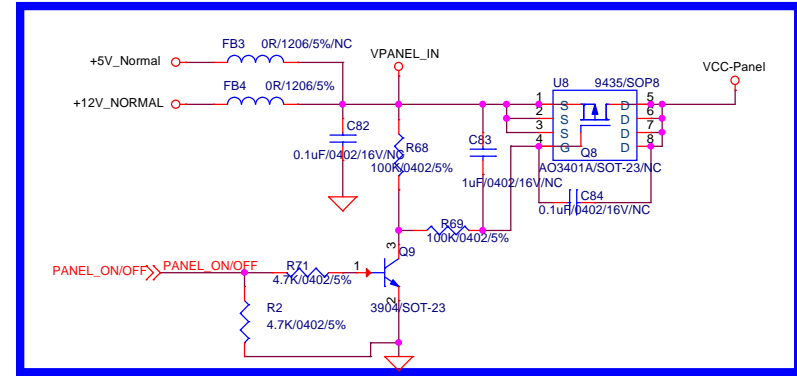 FB3 0R/1206/5%/NC
+5V_Normal
VPANEL_IN
FB4 0R/1206/5%
+12V_NORMAL
U8 9435/SOP8
VCC-Panel
1 S D 5
2 S D 6
3 S D 7
4 G D 8
Q8
AO3401A/SOT-23/NC
C82
0.1uF/0402/16V/NC
R68
100K/0402/5%
C83
1uF/0402/16V/NC
C84
0.1uF/0402/16V/NC
R69
100K/0402/5%
3
Q9
1
2
3904/SOT-23
PANEL_ON/OFF
PANEL_ON/OFF
R71
4.7K/0402/5%
R2
4.7K/0402/5%